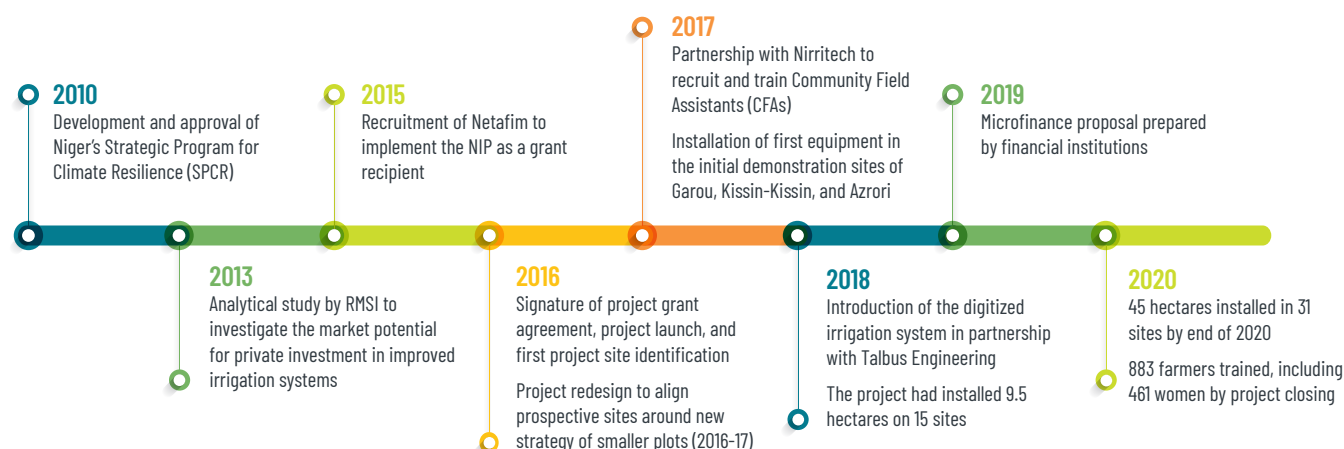 2010
Development and approval of
Niger's Strategic Program for
Climate Resilience (SPCR)
2013
Analytical study by RMSI to
investigate the market potential
for private investment in improved
irrigation systems
2015
Recruitment of Netafim to
implement the NIP as a grant
recipient
2016
Signature of project grant
agreement, project launch, and
first project site identification
Project redesign to align
prospective sites around new
strategy of smaller plots (2016-17)
2017
Partnership with Nirritech to
recruit and train Community Field
Assistants (CFAs)
Installation of first equipment in
the initial demonstration sites of
Garou, Kissin-Kissin, and Azrori
2018
Introduction of the digitized
irrigation system in partnership
with Talbus Engineering
The project had installed 9.5
hectares on 15 sites
2019
Microfinance proposal prepared
by financial institutions
2020
45 hectares installed in 31
sites by end of 2020
883 farmers trained, including
461 women by project closing